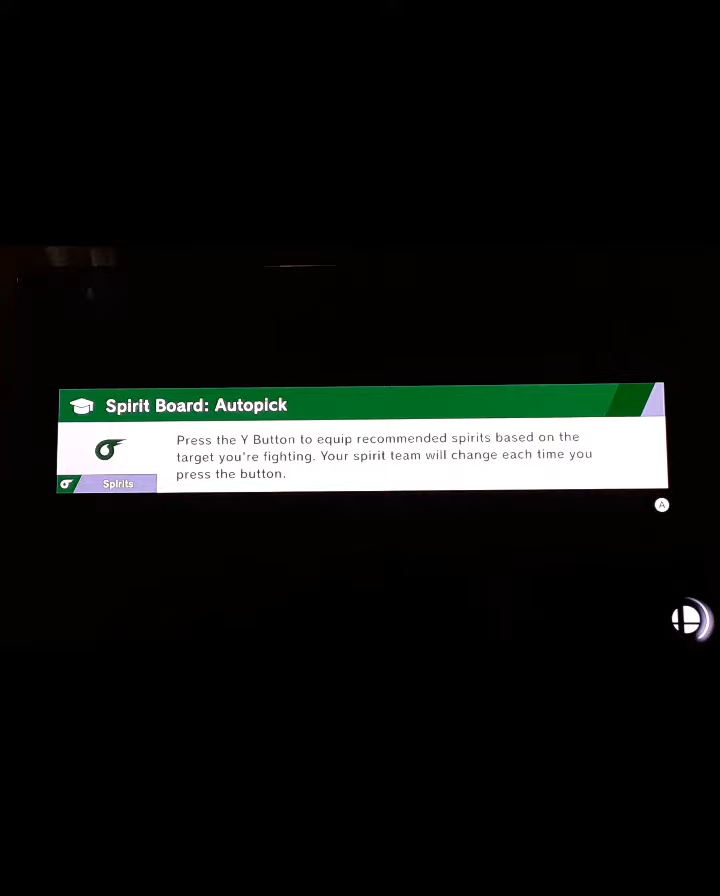 Spirit Board: Autopick
Press the Y Button to equip recommended spirits based on the
target you're fighting. Your spirit team will change each time you
press the button.
Spirits
A